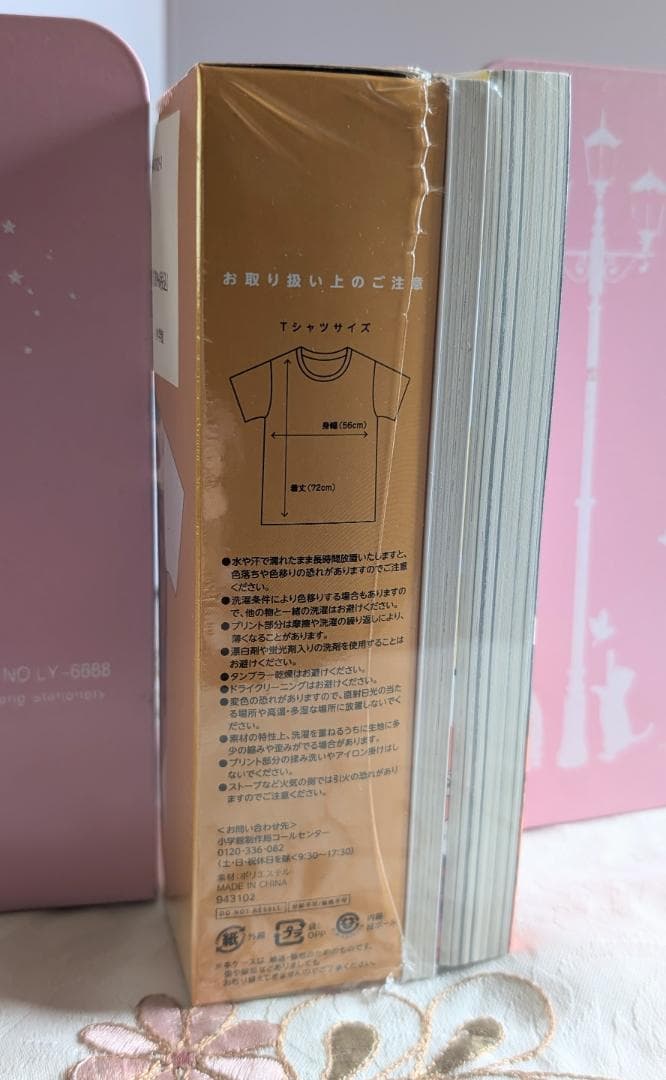 お取り扱い上のご注意
Tシャツサイズ
身幅(56cm)
着丈(72cm)
●水や汗で濡れたまま長時間放置いたしますと、
色落ちや色移りの恐れがありますのでご注意
ください。
●洗濯条件により色移りする場合もありますの
で、他の物と一緒の洗濯はお避けください。
●プリント部分は摩擦や洗濯の繰り返しにより、
薄くなることがあります。
●漂白剤や蛍光剤入りの洗剤を使用することは
お避けください。
●タンブラー乾燥はお避けください。
●ドライクリーニングはお避けください。
●変色の恐れがありますので、直射日光の当た
る場所や高温・多湿な場所に放置しないでく
ださい。
●素材の特性上、洗濯を重ねるうちに生地に多
少の縮みや歪みがでる場合があります。
●プリント部分の揉み洗いやアイロン掛けはし
ないでください。
●ストーブなど火気の側では引火の恐れがあり
ますのでご注意ください。
<お問い合わせ先>
小学館制作局コールセンター
0120-336-082
(土・日・祝休日を除く9:30~17:30)
素材:ポリエステル
MADE IN CHINA
943102
紙
外箱
プラ
袋:
OPP
内箱:
段ボール
NO LY-6688